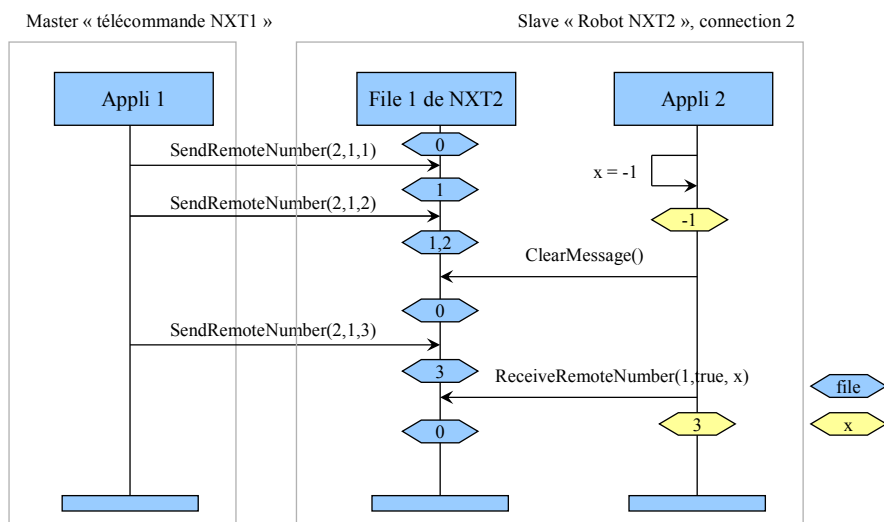 Master « télécommande NXT1 »
Slave « Robot NXT2 », connection 2
Appli 1
File 1 de NXT2
Appli 2
0
SendRemoteNumber(2,1,1)
x = -1
1
SendRemoteNumber(2,1,2)
-1
1,2
ClearMessage()
0
SendRemoteNumber(2,1,3)
3
ReceiveRemoteNumber(1,true, x)
file
0
3
x